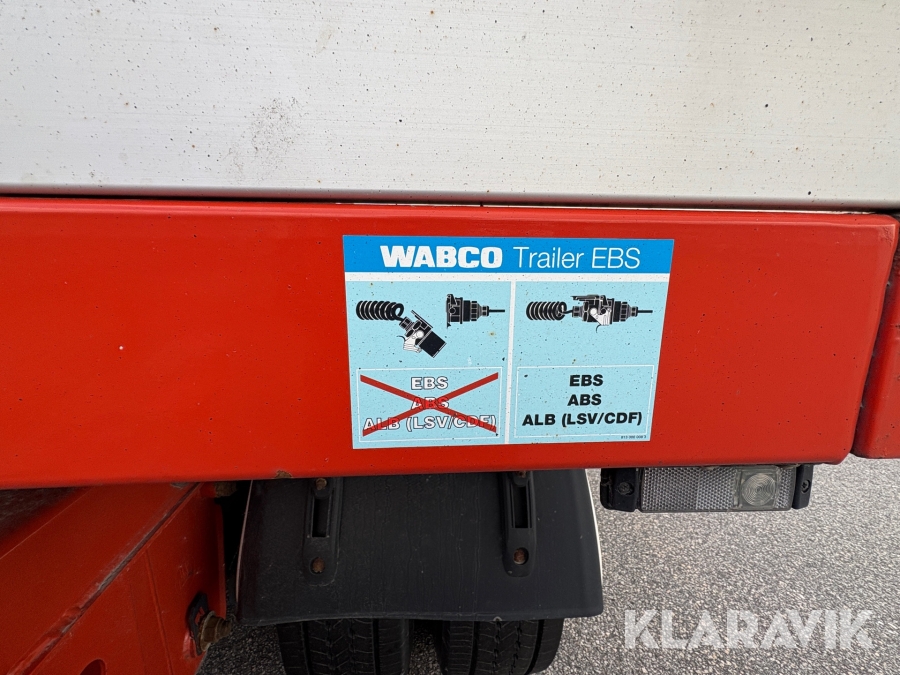 WABCO Trailer EBS
EBS
ABS
ALB (LSV/CDF)
EBS
ABS
ALB (LSV/CDF)
KLARAVIK